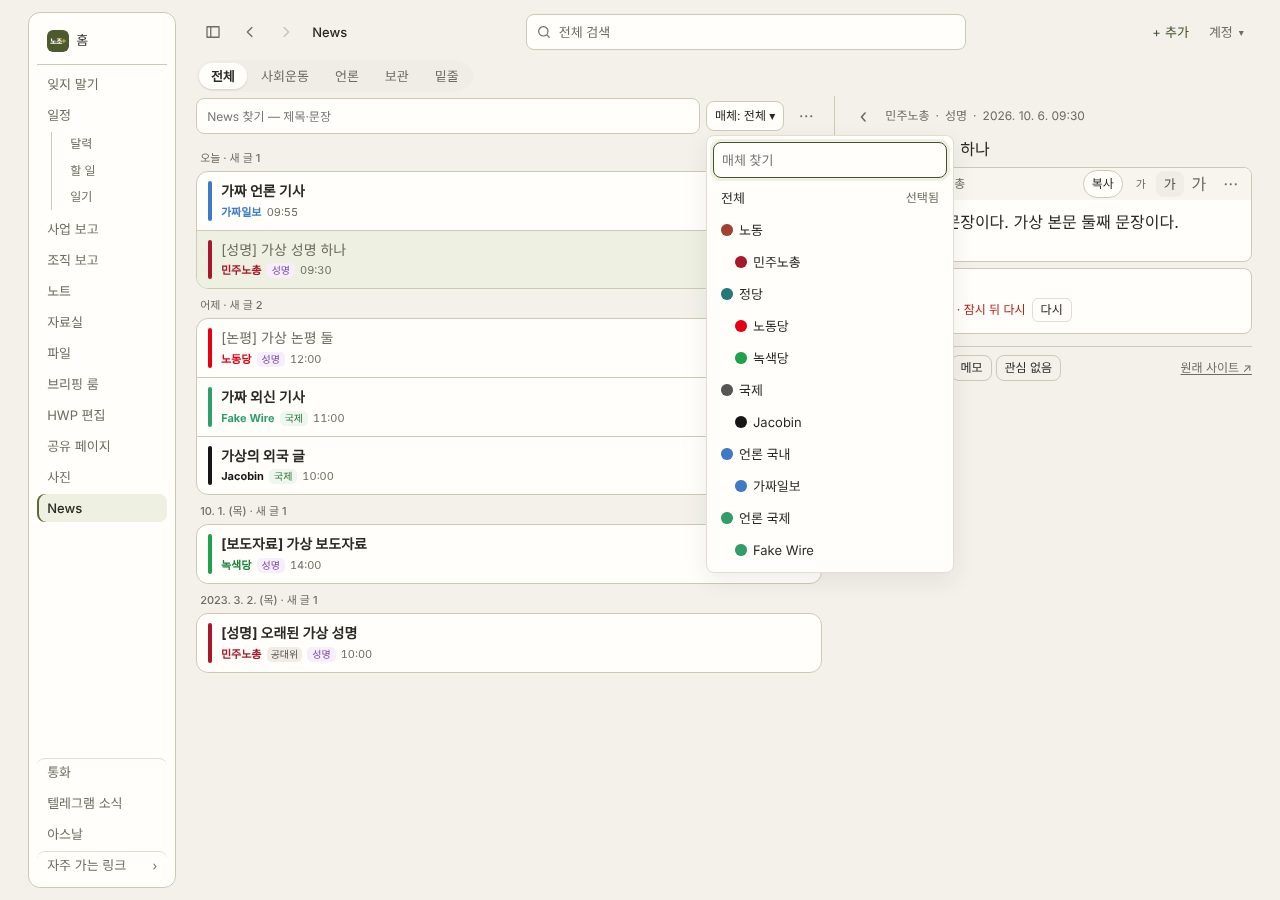 노조+ 홈
잊지 말기
일정
달력
할 일
일기
사업 보고
조직 보고
노트
자료실
파일
브리핑 룸
HWP 편집
공유 페이지
사진
News
통화
텔레그램 소식
아스날
자주 가는 링크 ›
News
전체 검색
+ 추가
계정 ▾
전체 사회운동 언론 보관 밑줄
News 찾기 — 제목·문장
매체: 전체 ▾
···
오늘 · 새 글 1
가짜 언론 기사
가짜일보 09:55
[성명] 가상 성명 하나
민주노총 성명 09:30
어제 · 새 글 2
[논평] 가상 논평 둘
노동당 성명 12:00
가짜 외신 기사
Fake Wire 국제 11:00
가상의 외국 글
Jacobin 국제 10:00
10. 1. (목) · 새 글 1
[보도자료] 가상 보도자료
녹색당 성명 14:00
2023. 3. 2. (목) · 새 글 1
[성명] 오래된 가상 성명
민주노총 공대위 성명 10:00
매체 찾기
전체 선택됨
노동
민주노총
정당
노동당
녹색당
국제
Jacobin
언론 국내
가짜일보
언론 국제
Fake Wire
민주노총 · 성명 · 2026. 10. 6. 09:30
하나
총 복사 가 가 가 ···
문장이다. 가상 본문 둘째 문장이다.
· 잠시 뒤 다시 다시
메모 관심 없음 원래 사이트 ↗